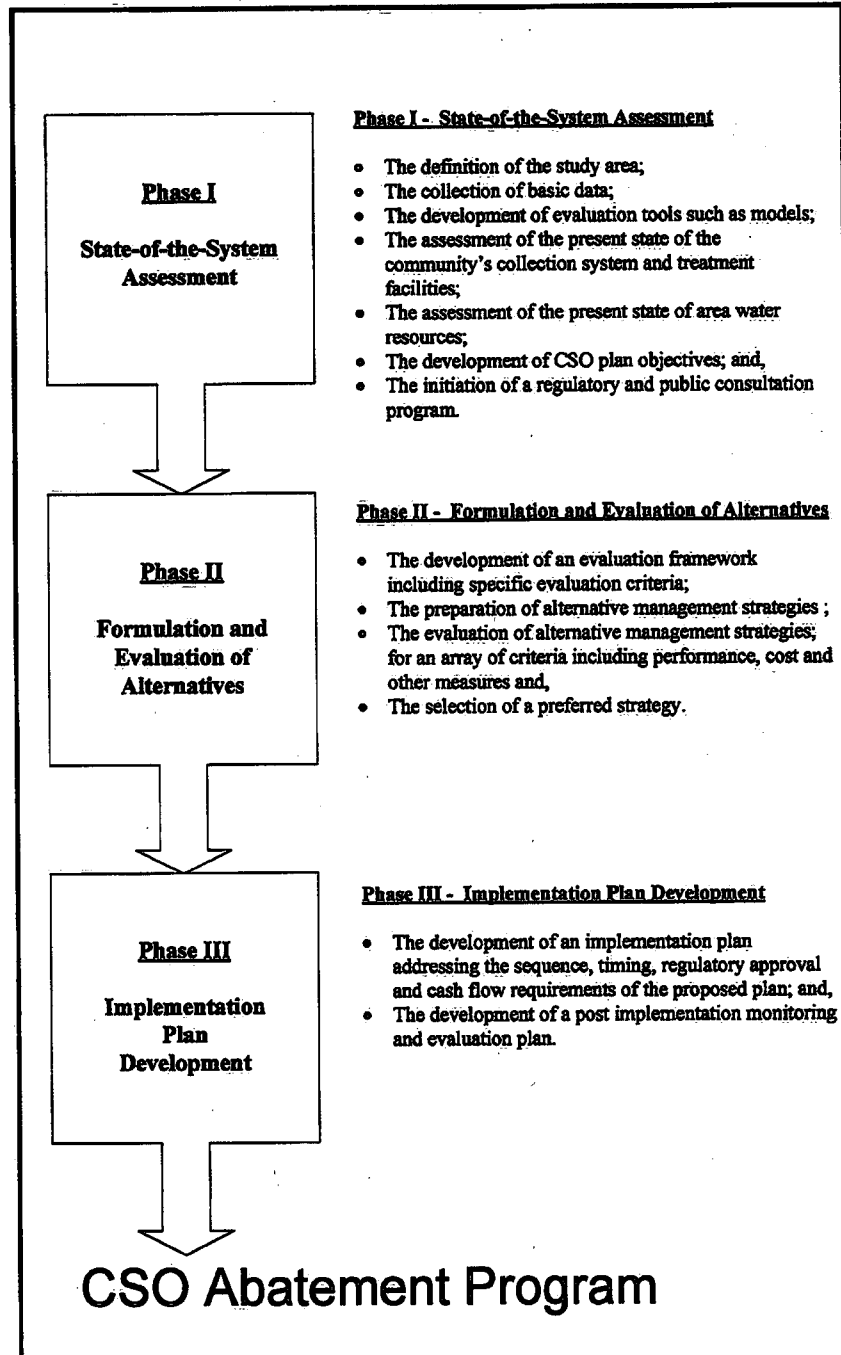 Phase I
State-of-the-System
Assessment
Phase I - State-of-the-System Assessment
• The definition of the study area;
• The collection of basic data;
• The development of evaluation tools such as models;
• The assessment of the present state of the
community's collection system and treatment
facilities;
• The assessment of the present state of area water
resources;
• The development of CSO plan objectives; and,
• The initiation of a regulatory and public consultation
program.
Phase II
Formulation and
Evaluation of
Alternatives
Phase II - Formulation and Evaluation of Alternatives
• The development of an evaluation framework
including specific evaluation criteria;
• The preparation of alternative management strategies ;
• The evaluation of alternative management strategies;
for an array of criteria including performance, cost and
other measures and,
• The selection of a preferred strategy.
Phase III
Implementation
Plan
Development
Phase III - Implementation Plan Development
• The development of an implementation plan
addressing the sequence, timing, regulatory approval
and cash flow requirements of the proposed plan; and,
• The development of a post implementation monitoring
and evaluation plan.
CSO Abatement Program